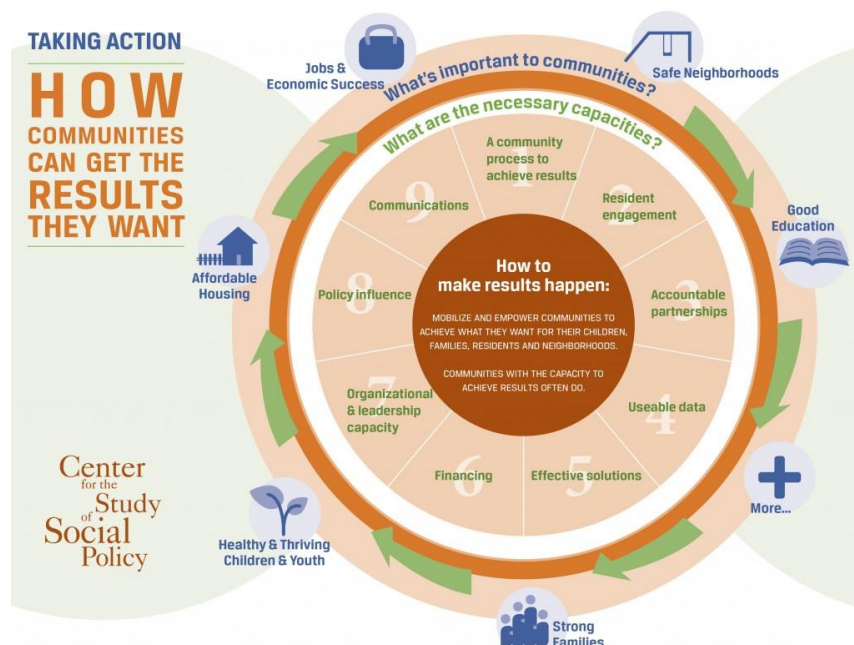 TAKING ACTION
HOW
COMMUNITIES
CAN GET THE
RESULTS
THEY WANT
What's important to communities?
Jobs &
Economic Success
Safe Neighborhoods
Good
Education
More...
Strong
Families
Healthy & Thriving
Children & Youth
Affordable
Housing
What are the necessary capacities?
1
A community
process to
achieve results
2
Resident
engagement
3
Accountable
partnerships
4
Useable data
5
Effective solutions
6
Financing
7
Organizational
& leadership
capacity
8
Policy influence
9
Communications
How to
make results happen:
MOBILIZE AND EMPOWER COMMUNITIES TO
ACHIEVE WHAT THEY WANT FOR THEIR CHILDREN,
FAMILIES, RESIDENTS AND NEIGHBORHOODS.
COMMUNITIES WITH THE CAPACITY TO
ACHIEVE RESULTS OFTEN DO.
Center
for the
Study
of
Social
Policy